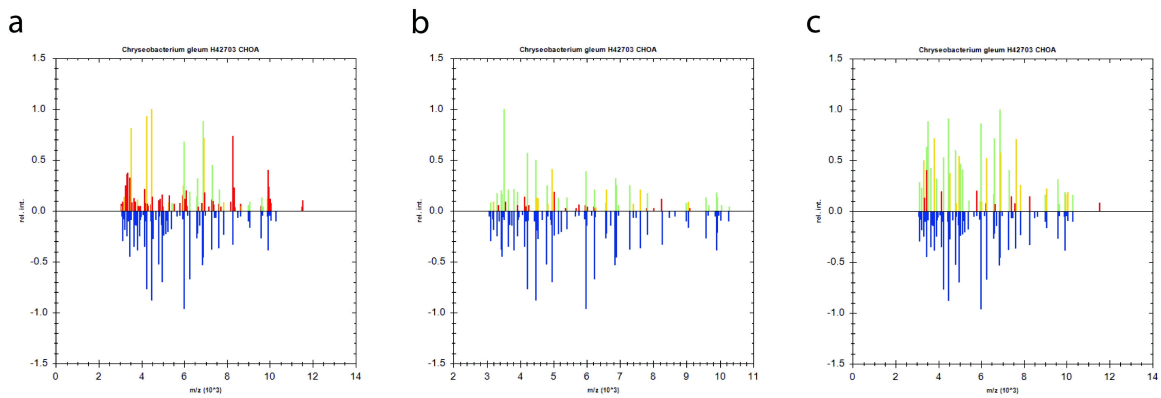 a
b
c
Chryseobacterium gleum H42703 CHOA
1.5
1.0
0.5
0.0
-0.5
-1.0
-1.5
rel. int.
0 2 4 6 8 10 12 14
m/z (10^3)
Chryseobacterium gleum H42703 CHOA
1.5
1.0
0.5
0.0
-0.5
-1.0
-1.5
rel. int.
2 3 4 5 6 7 8 9 10 11
m/z (10^3)
Chryseobacterium gleum H42703 CHOA
1.5
1.0
0.5
0.0
-0.5
-1.0
-1.5
rel. int.
0 2 4 6 8 10 12 14
m/z (10^3)